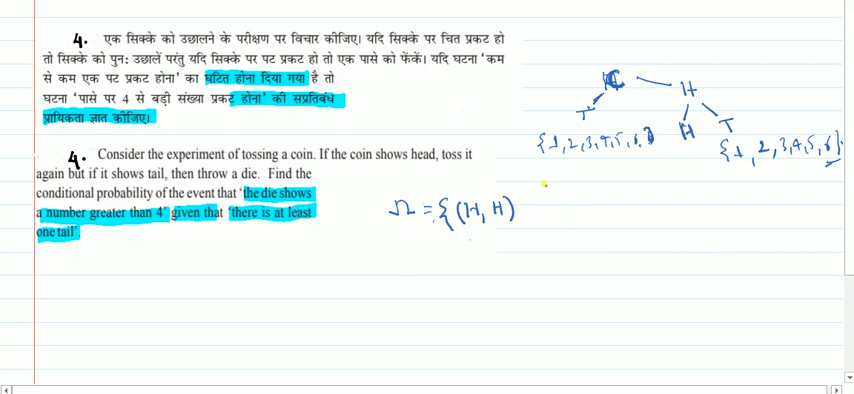 4. एक सिक्के को उछालने के परीक्षण पर विचार कीजिए। यदि सिक्के पर चित प्रकट हो
तो सिक्के को पुन: उछालें परंतु यदि सिक्के पर पट प्रकट हो तो एक पासे को फेंकें। यदि घटना 'कम
से कम एक पट प्रकट होना' का घटित होना दिया गया है तो
घटना 'पासे पर 4 से बड़ी संख्या प्रकट होना' की सप्रतिबंध
प्रायिकता ज्ञात कीजिए।
4. Consider the experiment of tossing a coin. If the coin shows head, toss it
again but if it shows tail, then throw a die. Find the
conditional probability of the event that 'the die shows
a number greater than 4' given that 'there is at least
one tail'.
H
T H T
{1,2,3,4,5,6,} {1,2,3,4,5,6}
Ω = {(H,H)